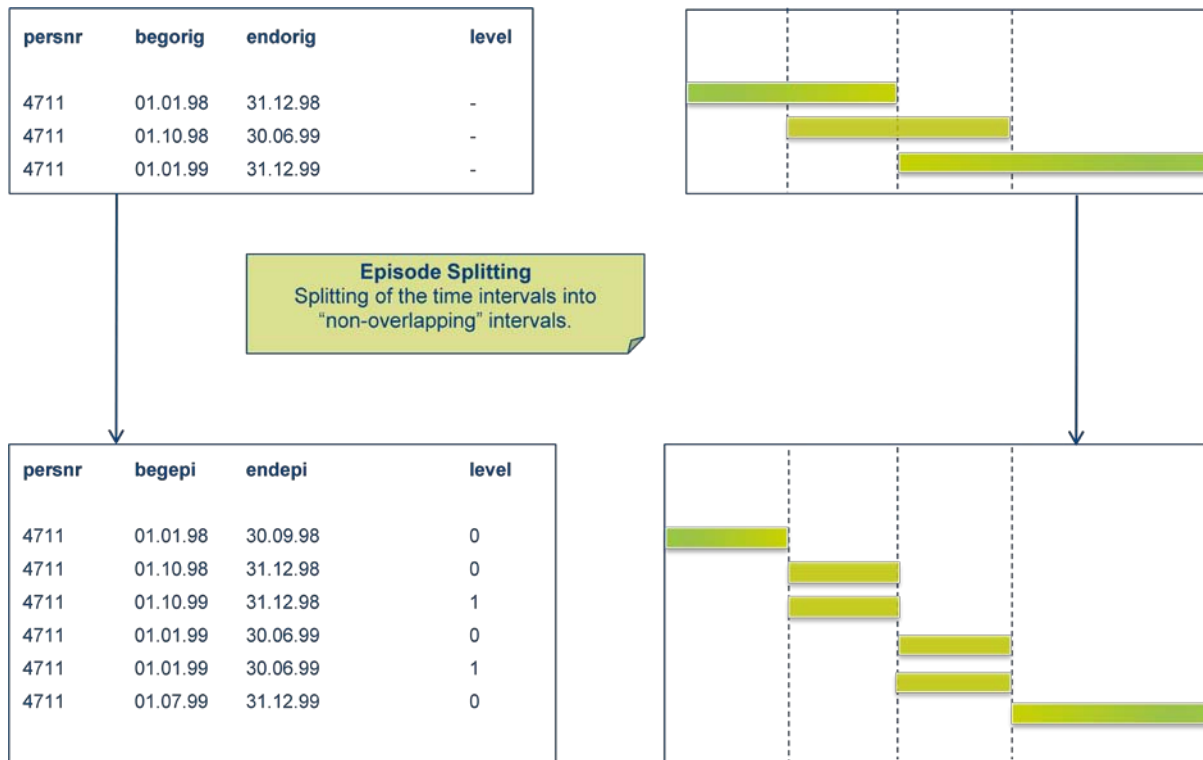 persnr begorig endorig level
4711 01.01.98 31.12.98 -
4711 01.10.98 30.06.99 -
4711 01.01.99 31.12.99 -
Episode Splitting
Splitting of the time intervals into
“non-overlapping” intervals.
persnr begepi endepi level
4711 01.01.98 30.09.98 0
4711 01.10.98 31.12.98 0
4711 01.10.99 31.12.98 1
4711 01.01.99 30.06.99 0
4711 01.01.99 30.06.99 1
4711 01.07.99 31.12.99 0